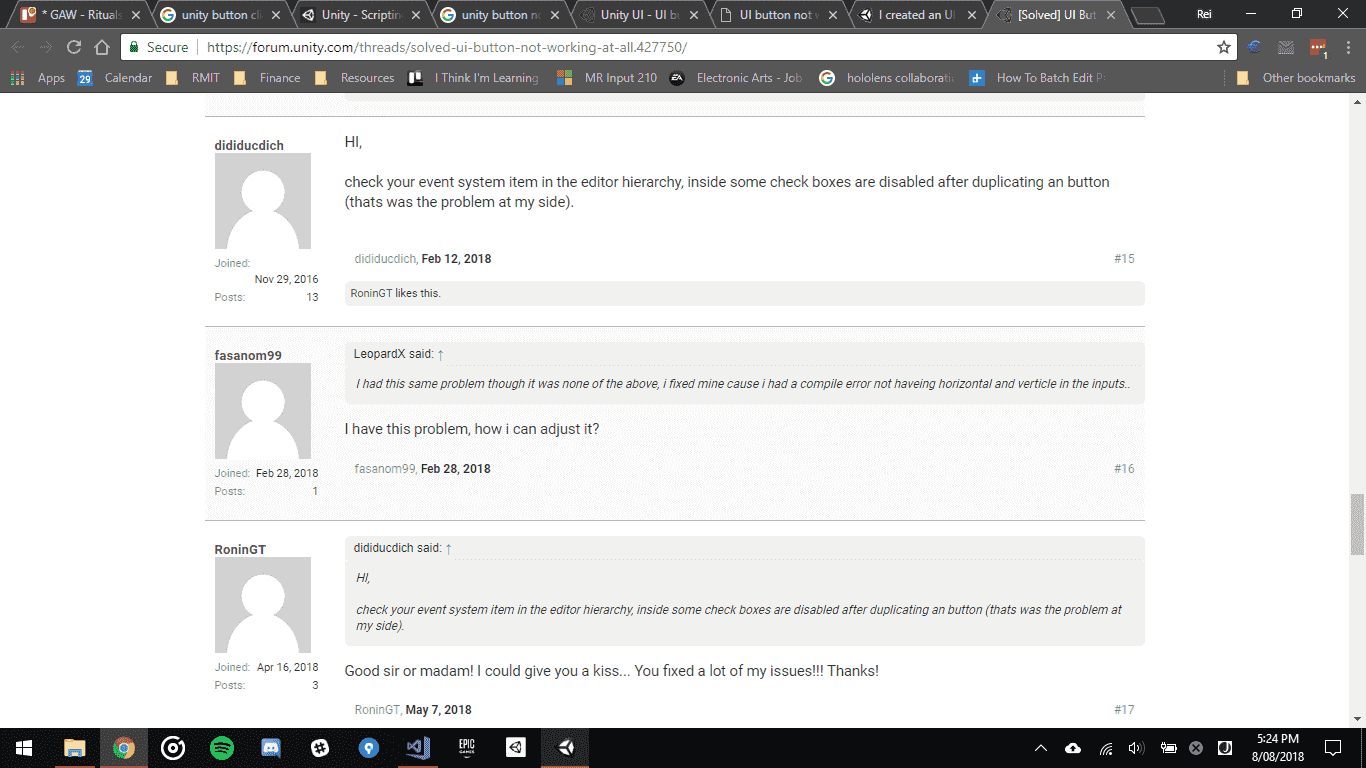 * GAW - Rituals
unity button cli
Unity - Scripting
unity button no
Unity UI - UI bu
UI button not w
I created an UI
[Solved] UI But
Rei
Secure
https://forum.unity.com/threads/solved-ui-button-not-working-at-all.427750/
1
Apps
29
Calendar
RMIT
Finance
Resources
I Think I'm Learning
MR Input 210
EA
Electronic Arts - Job
hololens collaborati
How To Batch Edit P
Other bookmarks
dididucdich
HI,
check your event system item in the editor hierarchy, inside some check boxes are disabled after duplicating an button
(thats was the problem at my side).
Joined:
Nov 29, 2016
Posts: 13
dididucdich, Feb 12, 2018
#15
RoninGT likes this.
fasanom99
LeopardX said: ↑
I had this same problem though it was none of the above, i fixed mine cause i had a compile error not haveing horizontal and verticle in the inputs..
I have this problem, how i can adjust it?
Joined: Feb 28, 2018
Posts: 1
fasanom99, Feb 28, 2018
#16
RoninGT
dididucdich said: ↑
HI,
check your event system item in the editor hierarchy, inside some check boxes are disabled after duplicating an button (thats was the problem at
my side).
Joined: Apr 16, 2018
Posts: 3
Good sir or madam! I could give you a kiss... You fixed a lot of my issues!!! Thanks!
RoninGT, May 7, 2018
#17
EPIC
GAMES
5:24 PM
8/08/2018